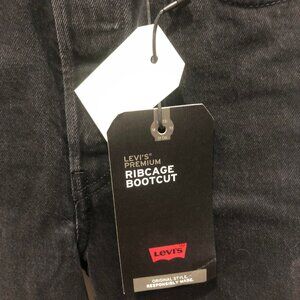 LEVI'S®
PREMIUM
RIBCAGE
BOOTCUT
Levi's
ORIGINAL STYLE.
RESPONSIBLY MADE.